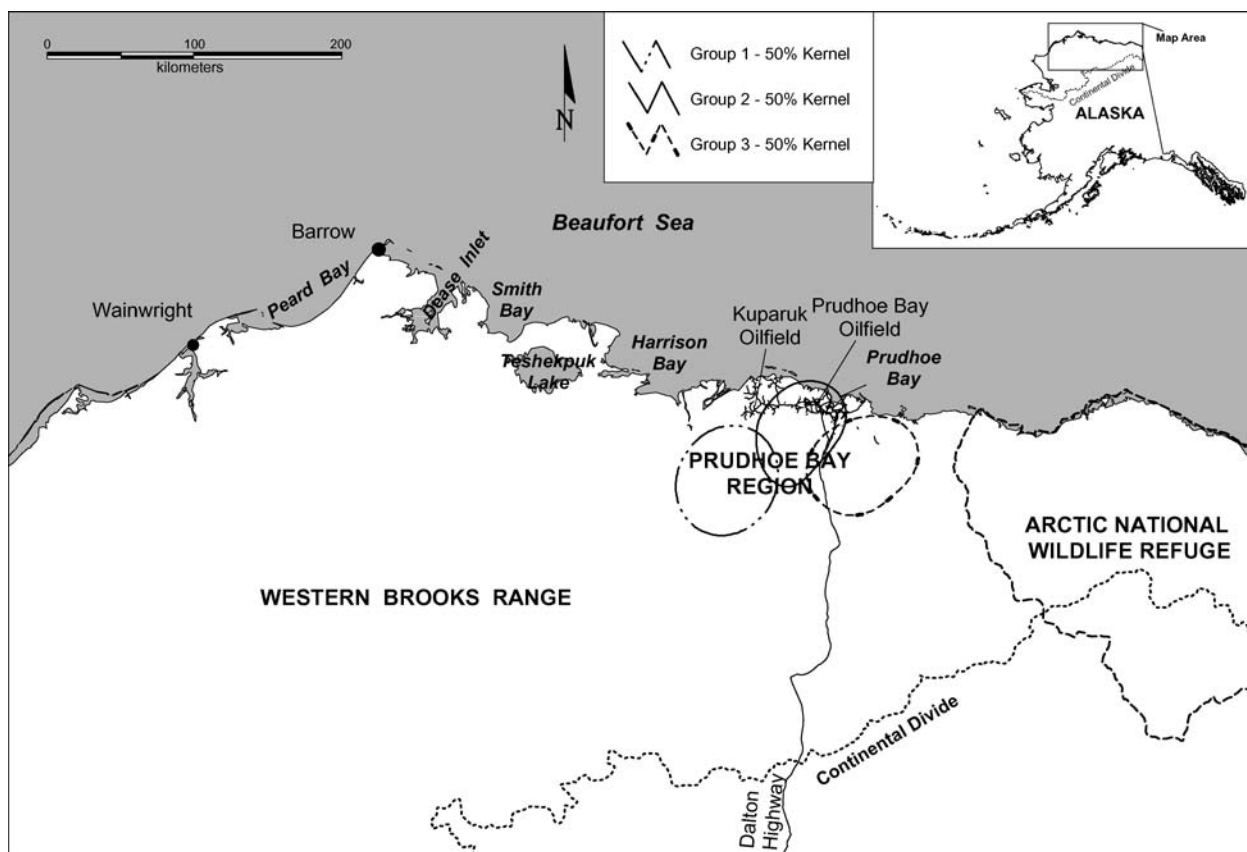 0 100 200
kilometers
N
Group 1 - 50% Kernel
Group 2 - 50% Kernel
Group 3 - 50% Kernel
Map Area
Continental Divide
ALASKA
Beaufort Sea
Barrow
Peard Bay
Dease Inlet
Wainwright
Smith
Bay
Teshekpuk
Lake
Harrison
Bay
Kuparuk
Oilfield
Prudhoe Bay
Oilfield
Prudhoe
Bay
PRUDHOE BAY
REGION
ARCTIC NATIONAL
WILDLIFE REFUGE
WESTERN BROOKS RANGE
Continental Divide
Dalton
Highway